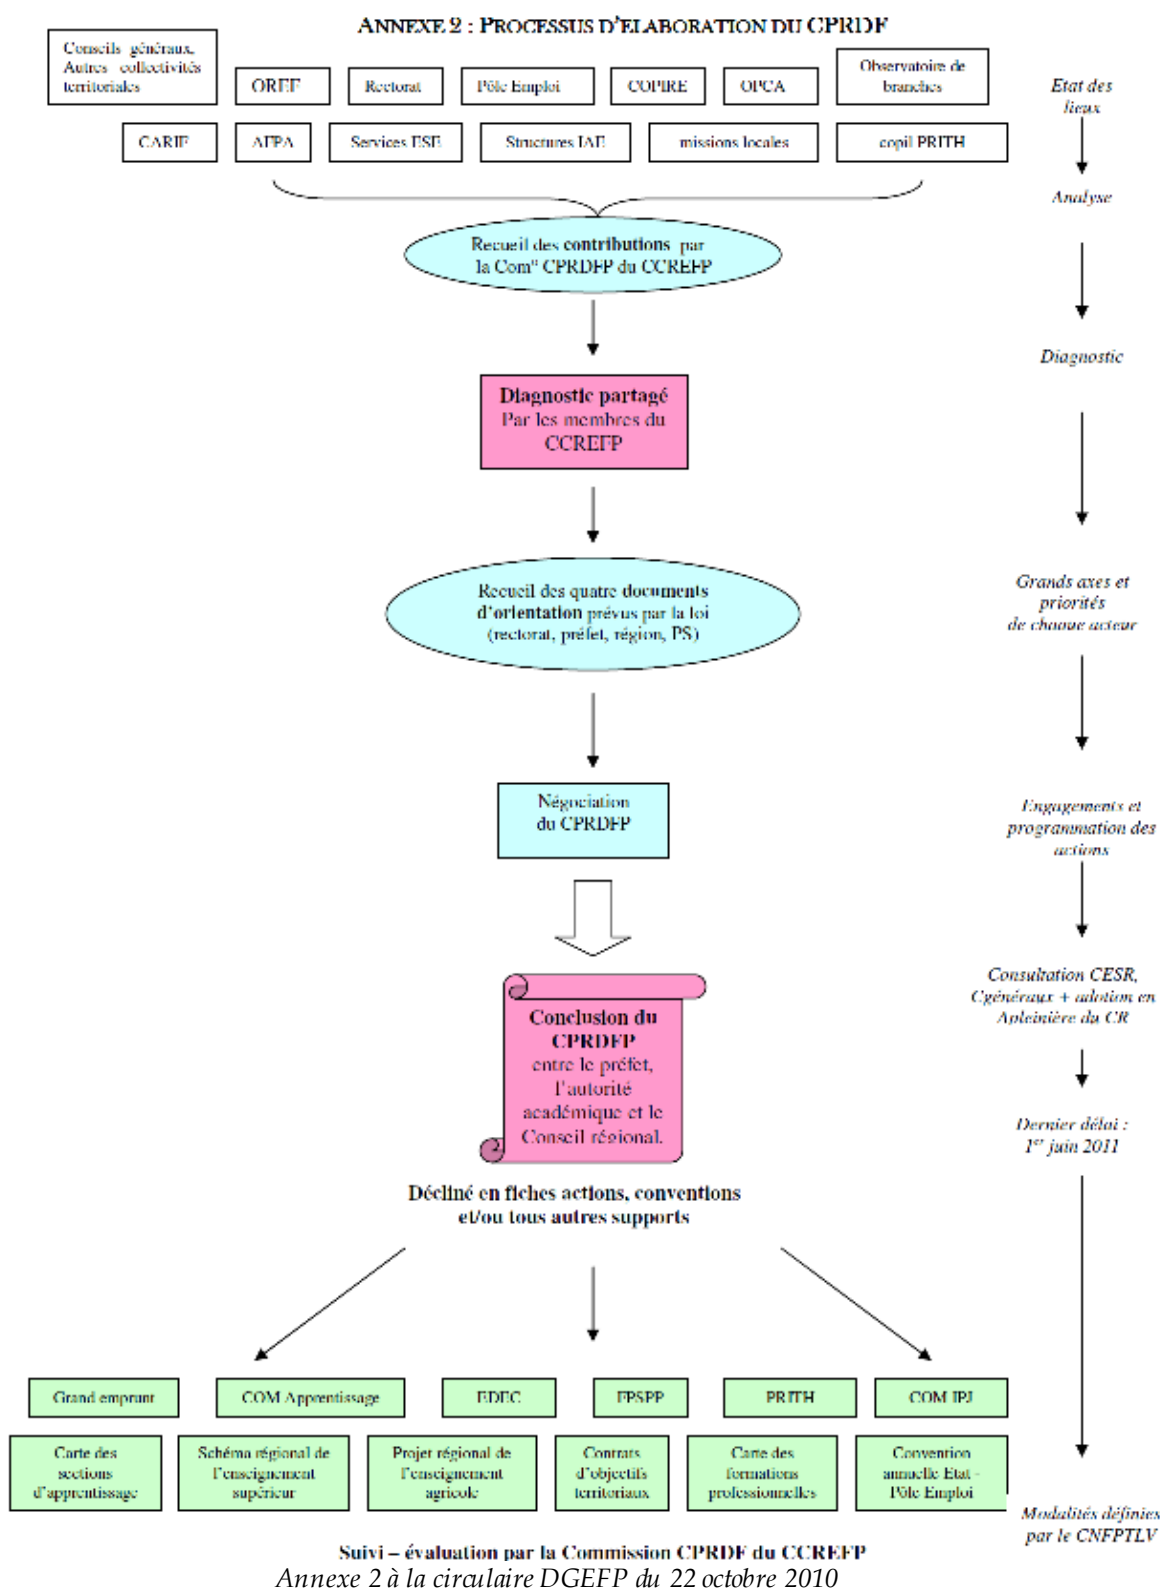 ANNEXE 2 : PROCESSUS D'ELABORATION DU CPRDF
Conseils généraux,
Autres collectivités
territoriales
OREF
Rectorat
Pôle Emploi
COPIRE
OPCA
Observatoire de
branches
CARIF
AFPA
Services ESE
Structures IAE
missions locales
copil PRITH
Etat des
lieux
Analyse
Recueil des contributions par
la Com° CPRDFP du CCREFP
Diagnostic
Diagnostic partagé
Par les membres du
CCREFP
Recueil des quatre documents
d'orientation prévus par la loi
(rectorat, préfet, région, PS)
Grands axes et
priorités
de chaque acteur
Négociation
du CPRDFP
Engagements et
programmation des
actions
Conclusion du
CPRDFP
entre le préfet,
l'autorité
académique et le
Conseil régional.
Consultation CESR,
Cgénéraux + adotion en
Apleinière du CR
Dernier délai :
1er juin 2011
Décliné en fiches actions, conventions
et/ou tous autres supports
Grand emprunt
COM Apprentissage
EDEC
FPSPP
PRITH
COM IPJ
Carte des
sections
d'apprentissage
Schéma régional de
l'enseignement
supérieur
Projet régional de
l'enseignement
agricole
Contrats
d'objectifs
territoriaux
Carte des
formations
professionnelles
Convention
annuelle Etat -
Pôle Emploi
Modalités définies
par le CNFPTLV
Suivi – évaluation par la Commission CPRDF du CCREFP
Annexe 2 à la circulaire DGEFP du 22 octobre 2010